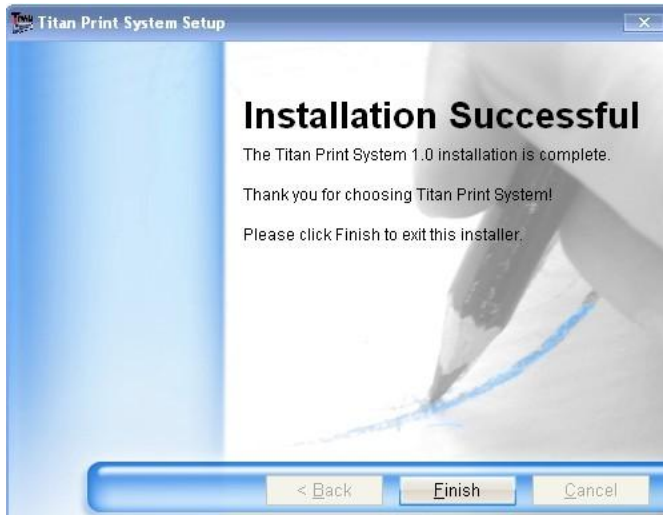 Titan Print System Setup
Installation Successful
The Titan Print System 1.0 installation is complete.
Thank you for choosing Titan Print System!
Please click Finish to exit this installer.
< Back Finish Cancel